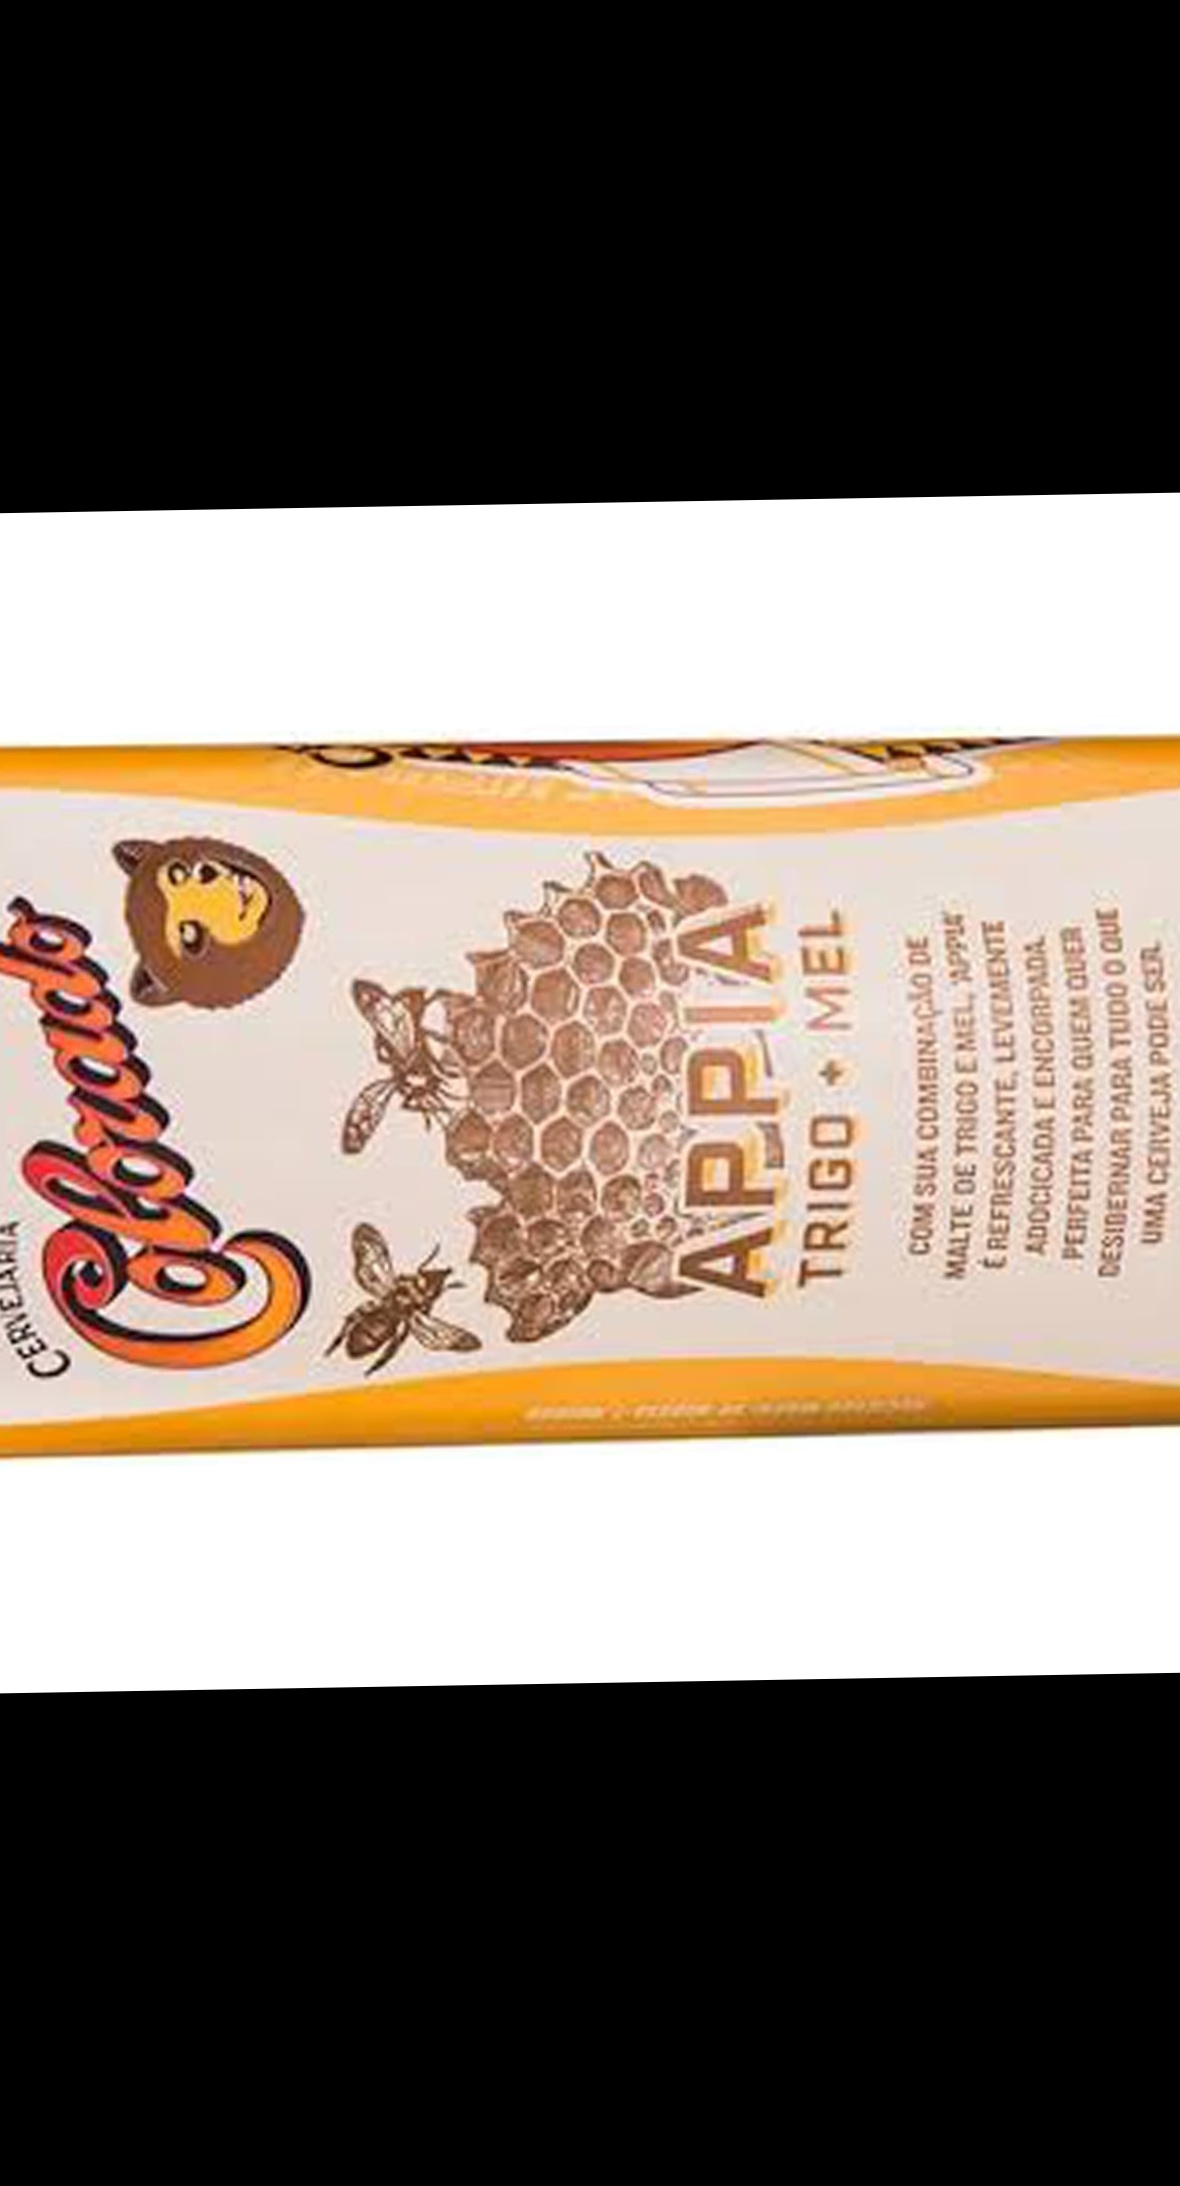 CERVEJARIA
Colorado
APPIA
TRIGO + MEL
COM SUA COMBINAÇÃO DE
MALTE DE TRIGO E MEL, 'APPIA'
É REFRESCANTE, LEVEMENTE
ADOCICADA E ENCORPADA.
PERFEITA PARA QUEM QUER
DESIBERNAR PARA TUDO O QUE
UMA CERVEJA PODE SER.